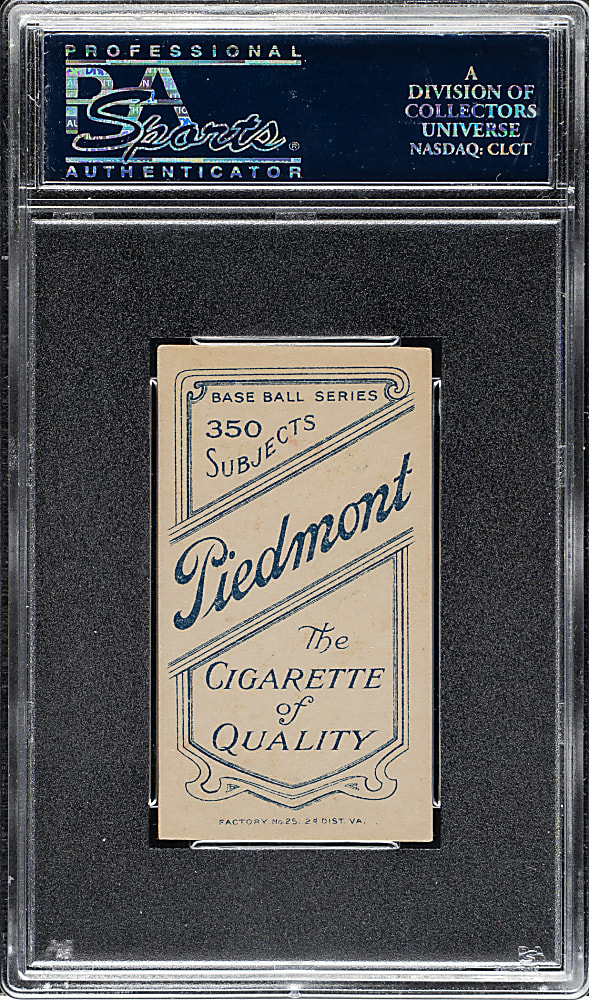 PROFESSIONAL
PSA
Sports®
AUTHENTICATOR
A
DIVISION OF
COLLECTORS
UNIVERSE
NASDAQ: CLCT
BASE BALL SERIES
350
SUBJECTS
Piedmont
The
CIGARETTE
of
QUALITY
FACTORY No 25. 2d DIST. VA.